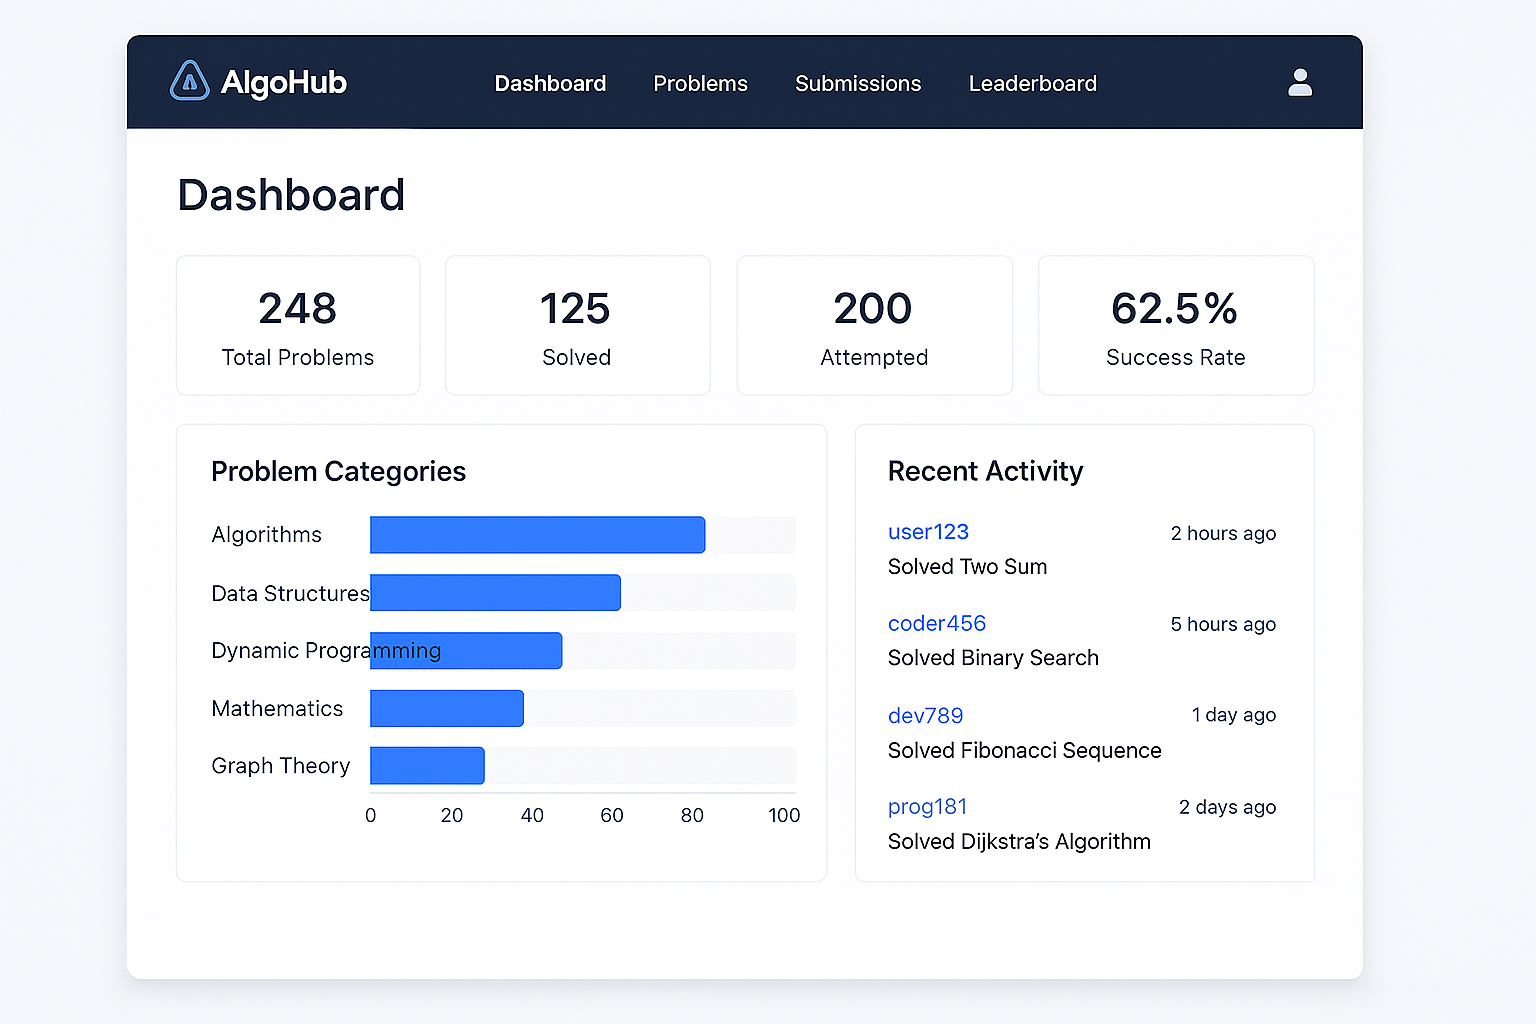 AlgoHub
Dashboard
Problems
Submissions
Leaderboard
Dashboard
248
Total Problems
125
Solved
200
Attempted
62.5%
Success Rate
Problem Categories
Algorithms
Data Structures
Dynamic Programming
Mathematics
Graph Theory
0 20 40 60 80 100
Recent Activity
user123 2 hours ago
Solved Two Sum
coder456 5 hours ago
Solved Binary Search
dev789 1 day ago
Solved Fibonacci Sequence
prog181 2 days ago
Solved Dijkstra’s Algorithm